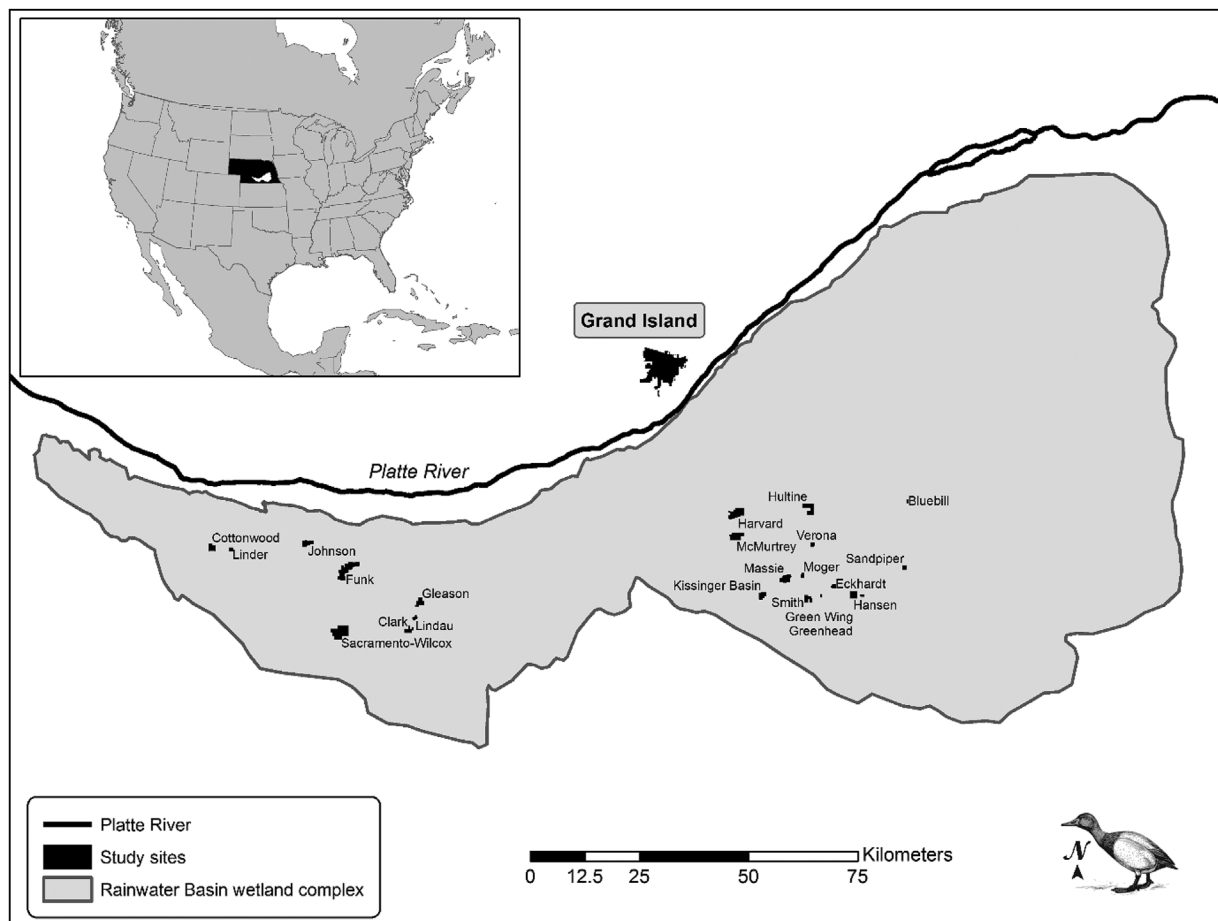 Grand Island
Platte River
Hultine
Bluebill
Harvard
Verona
McMurtrey
Cottonwood
Linder
Johnson
Sandpiper
Massie
Moger
Funk
Kissinger Basin
Eckhardt
Gleason
Smith
Hansen
Green Wing
Greenhead
Clark
Lindau
Sacramento-Wilcox
Platte River
Study sites
Rainwater Basin wetland complex
Kilometers
0 12.5 25 50 75
N